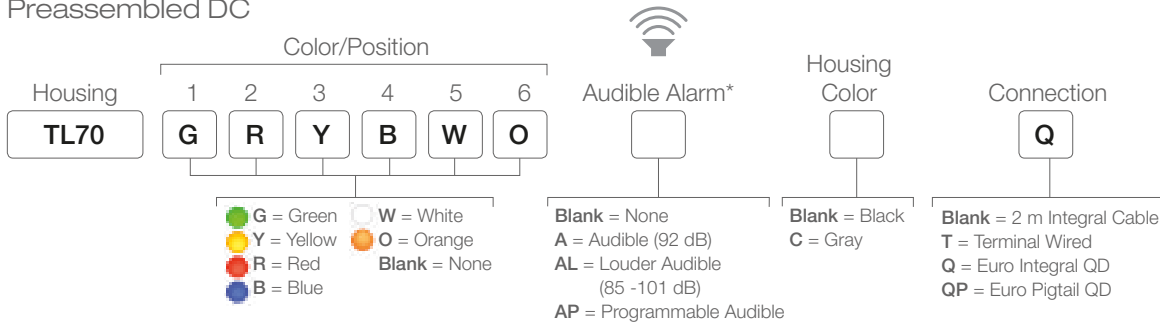 Preassembled DC
Color/Position
Housing 1 2 3 4 5 6 Audible Alarm* Housing Color Connection
TL70 G R Y B W O Q
G = Green
Y = Yellow
R = Red
B = Blue
W = White
O = Orange
Blank = None
Blank = None
A = Audible (92 dB)
AL = Louder Audible
(85 -101 dB)
AP = Programmable Audible
Blank = Black
C = Gray
Blank = 2 m Integral Cable
T = Terminal Wired
Q = Euro Integral QD
QP = Euro Pigtail QD